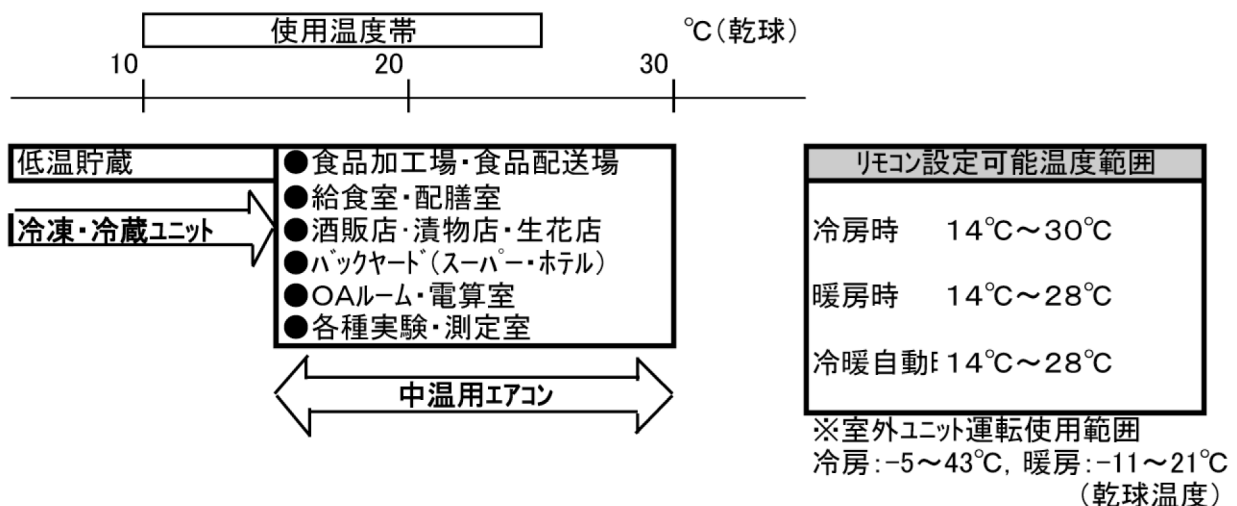 使用温度帯
℃(乾球)
10 20 30
低温貯蔵
冷凍・冷蔵ユニット
●食品加工場・食品配送場
●給食室・配膳室
●酒販店・漬物店・生花店
●バックヤード(スーパー・ホテル)
●OAルーム・電算室
●各種実験・測定室
中温用エアコン
リモコン設定可能温度範囲
冷房時 14℃~30℃
暖房時 14℃~28℃
冷暖自動 14℃~28℃
※室外ユニット運転使用範囲
冷房:-5~43℃, 暖房:-11~21℃
(乾球温度)